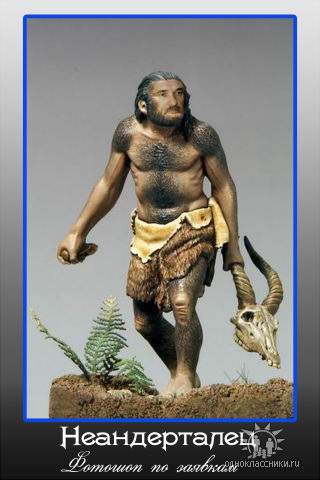 Неандерталец
Фотошоп по заявкам
одноклассники.ru